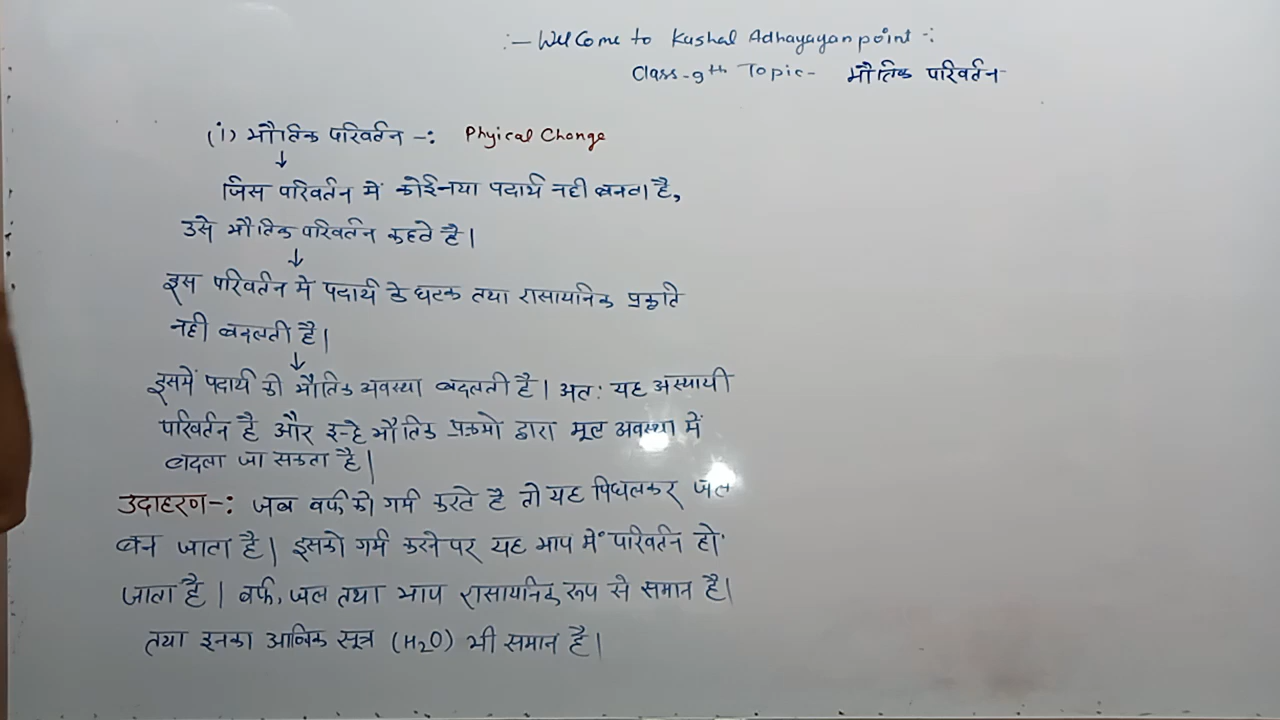 :- Welcome to Kushal Adhayayan point -:
Class-9th Topic- भौतिक परिवर्तन
(i) भौतिक परिवर्तन -: Phyical Change
↓
जिस परिवर्तन में कोई नया पदार्थ नही बनता है,
उसे भौतिक परिवर्तन कहते है।
↓
इस परिवर्तन मे पदार्थ के घटक तथा रासायनिक प्रकृति
नही बदलती है।
↓
इसमें पदार्थ की भौतिक अवस्था बदलती है। अतः यह अस्थायी
परिवर्तन है और इन्हे भौतिक प्रक्रमो द्वारा मूल अवस्था में
बदला जा सकता है।
उदाहरण-: जब बर्फ को गर्म करते है तो यह पिघलकर जल
बन जाता है। इसको गर्म करने पर यह भाप में परिवर्तन हो
जाता है। बर्फ, जल तथा भाप रासायनिक रूप से समान है।
तथा इनका आन्विक सूत्र (H₂O) भी समान है।